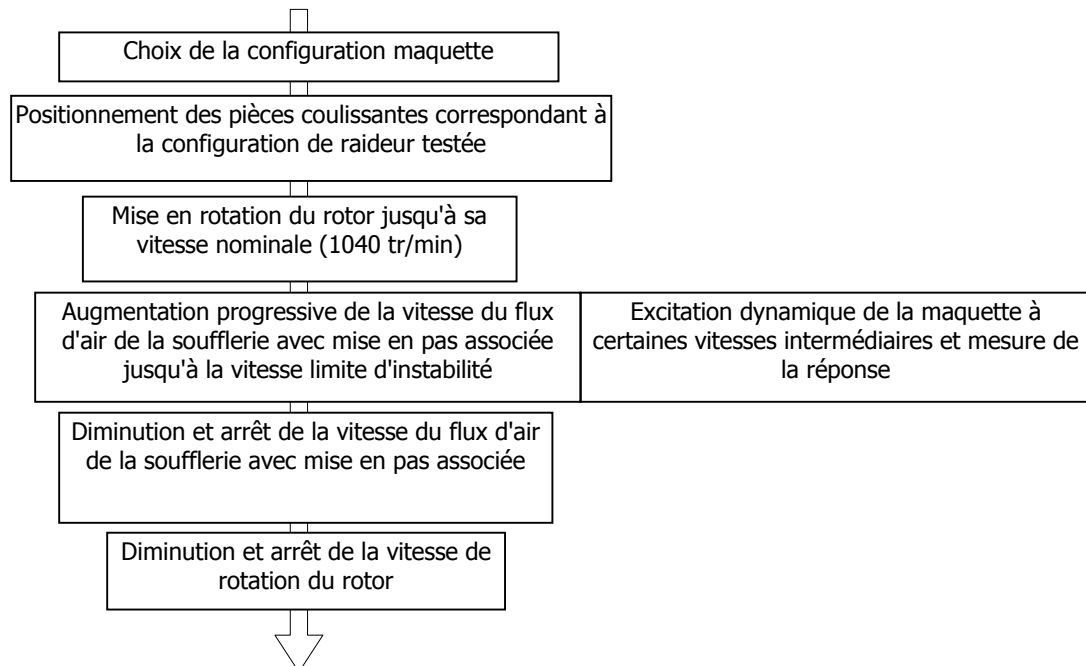 Choix de la configuration maquette
Positionnement des pièces coulissantes correspondant à
la configuration de raideur testée
Mise en rotation du rotor jusqu'à sa
vitesse nominale (1040 tr/min)
Augmentation progressive de la vitesse du flux
d'air de la soufflerie avec mise en pas associée
jusqu'à la vitesse limite d'instabilité
Excitation dynamique de la maquette à
certaines vitesses intermédiaires et mesure de
la réponse
Diminution et arrêt de la vitesse du flux d'air
de la soufflerie avec mise en pas associée
Diminution et arrêt de la vitesse de
rotation du rotor